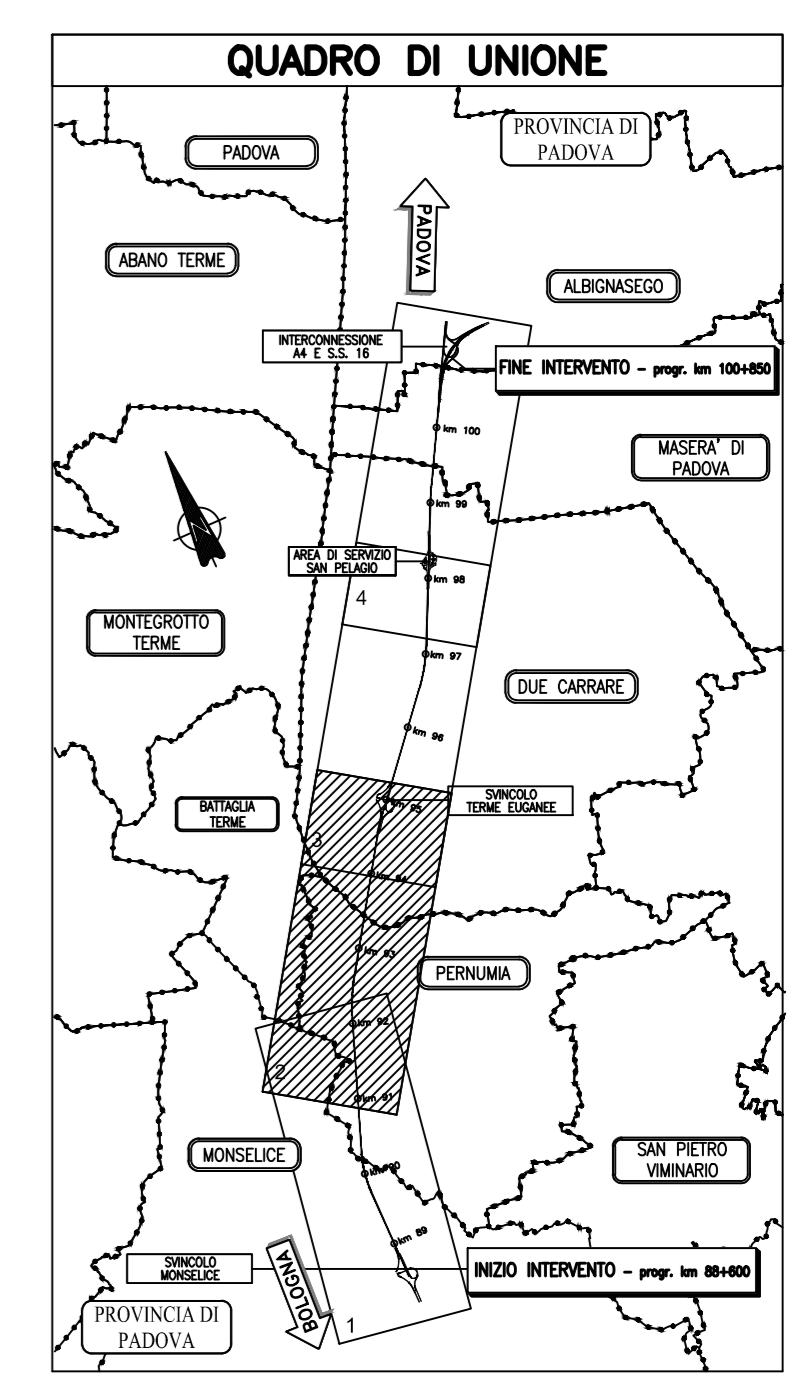 QUADRO DI UNIONE
PROVINCIA DI
PADOVA
PADOVA
PADOVA
ABANO TERME
ALBIGNASEGO
INTERCONNESSIONE
A4 E S.S. 16
FINE INTERVENTO - progr. km 100+850
km 100
MASERA' DI
PADOVA
km 99
AREA DI SERVIZIO
SAN PELAGIO
km 98
4
MONTEGROTTO
TERME
km 97
DUE CARRARE
km 96
BATTAGLIA
TERME
km 95
SVINCOLO
TERME EUGANEE
3
km 94
km 93
PERNUMIA
km 92
2
km 91
MONSELICE
SAN PIETRO
VIMINARIO
km 90
km 89
SVINCOLO
MONSELICE
BOLOGNA
INIZIO INTERVENTO - progr. km 88+600
PROVINCIA DI
PADOVA
1